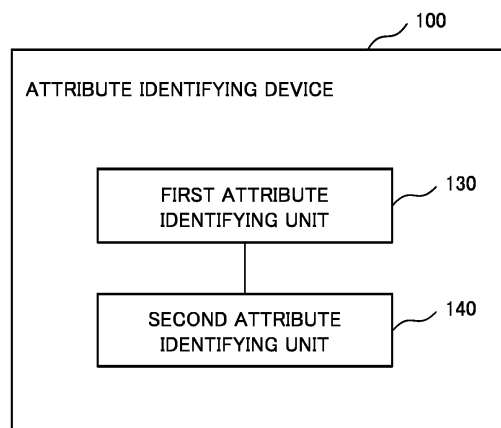 100
ATTRIBUTE IDENTIFYING DEVICE
FIRST ATTRIBUTE
IDENTIFYING UNIT
130
SECOND ATTRIBUTE
IDENTIFYING UNIT
140